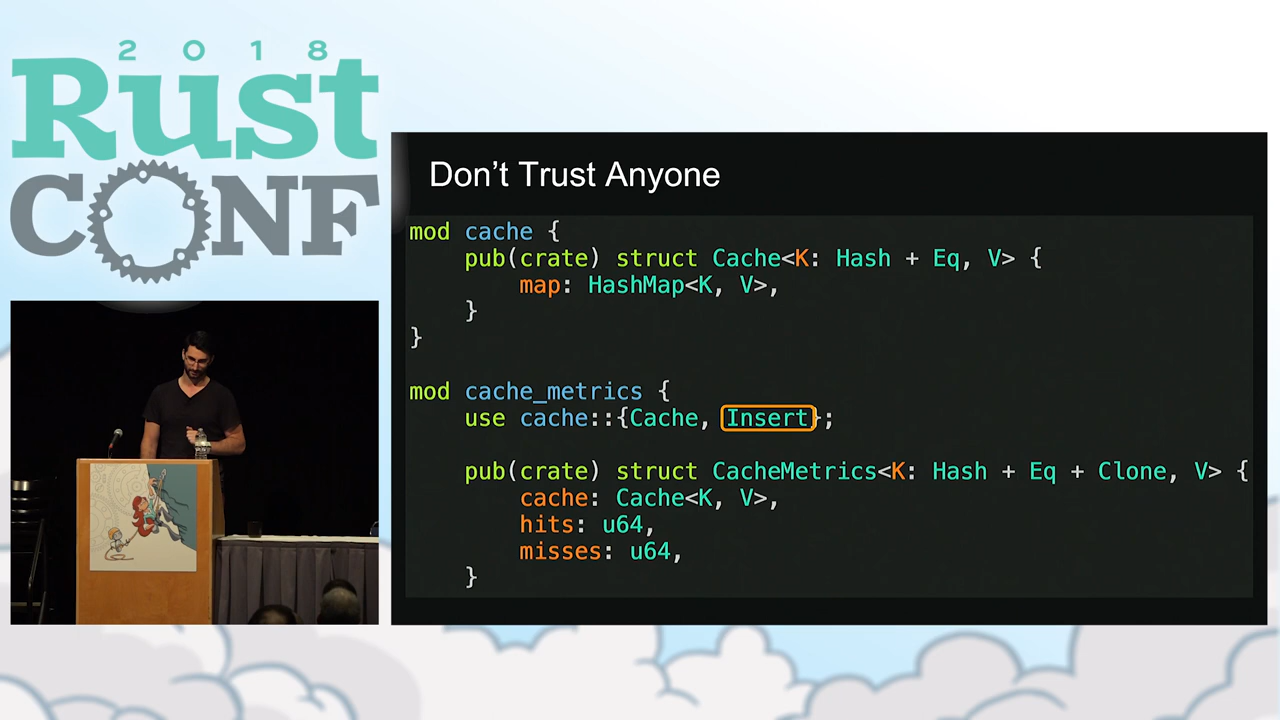 2018
Rust
CONF
Don’t Trust Anyone
mod cache {
    pub(crate) struct Cache<K: Hash + Eq, V> {
        map: HashMap<K, V>,
    }
}

mod cache_metrics {
    use cache::{Cache, Insert};

    pub(crate) struct CacheMetrics<K: Hash + Eq + Clone, V> {
        cache: Cache<K, V>,
        hits: u64,
        misses: u64,
    }